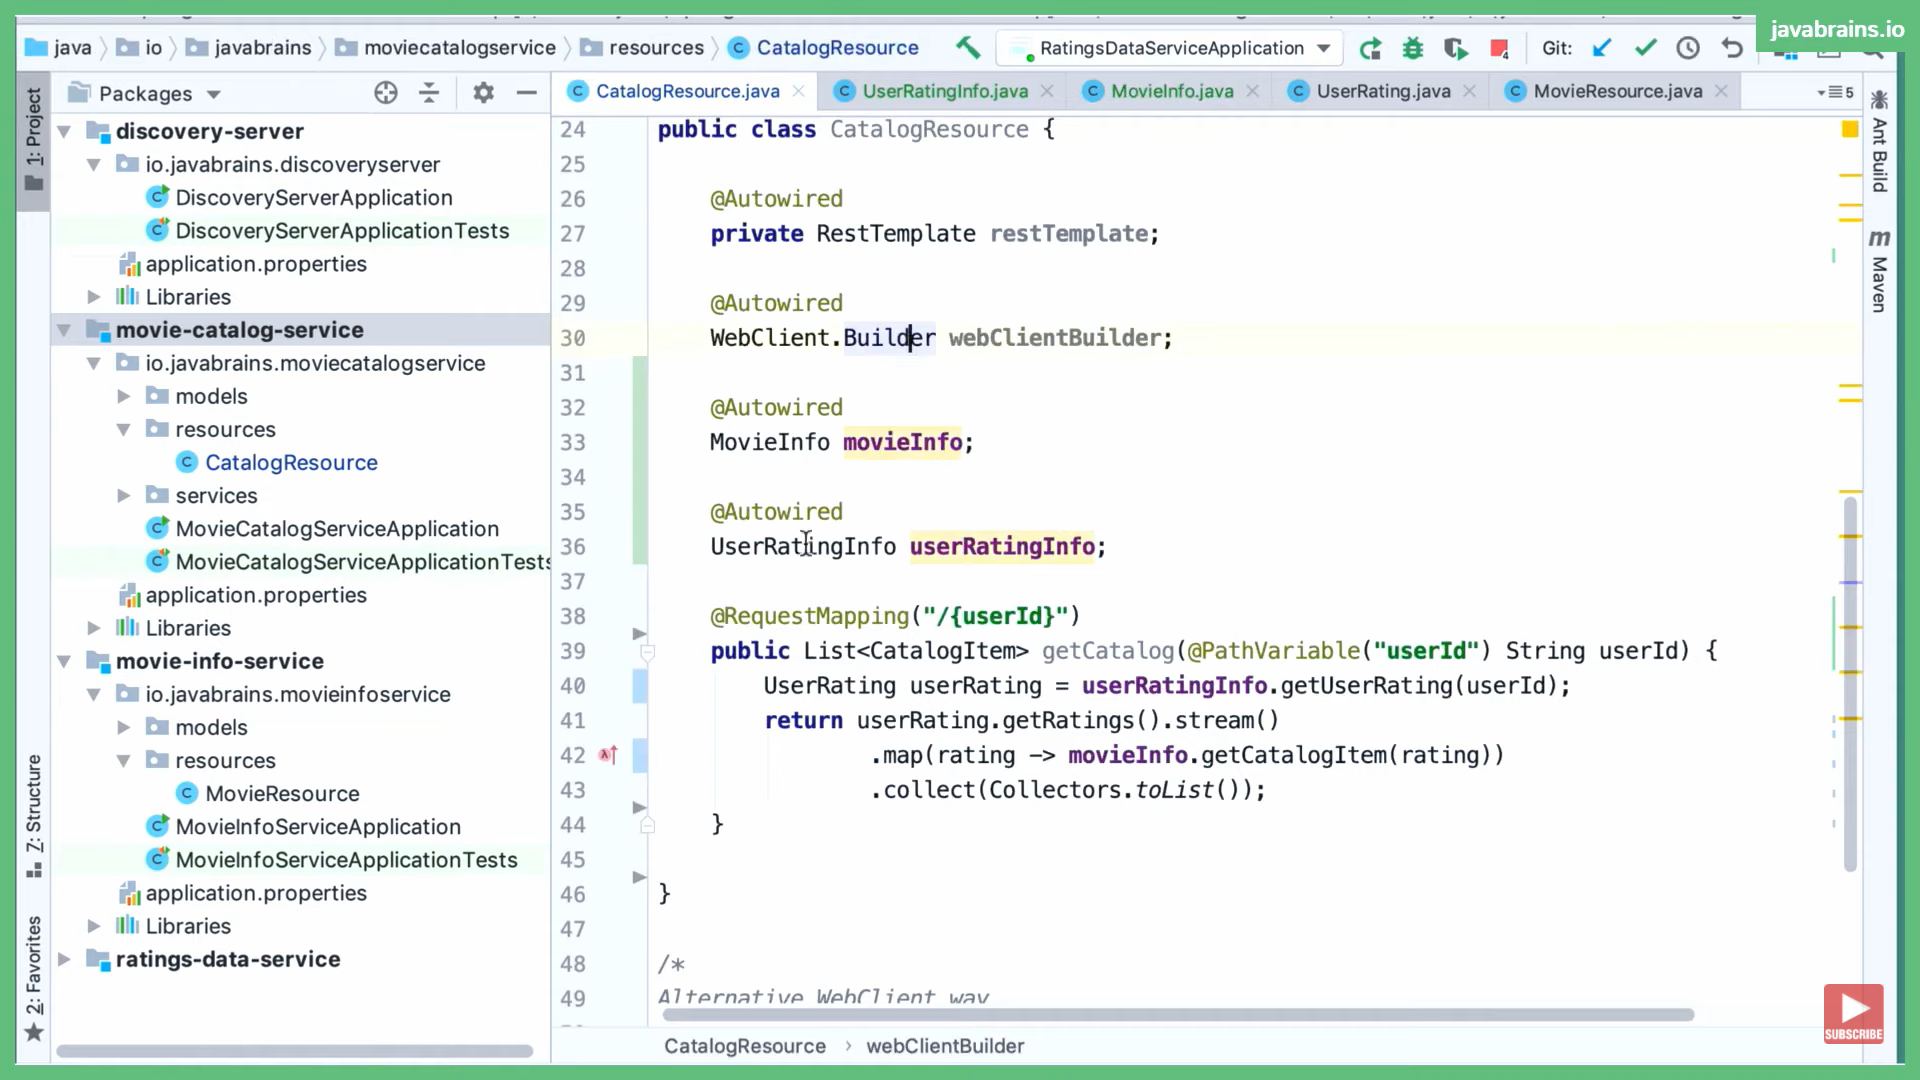 javabrains.io
java
io
javabrains
moviecatalogservice
resources
CatalogResource
RatingsDataServiceApplication
4
Git:
1: Project
Packages
CatalogResource.java
UserRatingInfo.java
MovieInfo.java
UserRating.java
MovieResource.java
5
discovery-server
io.javabrains.discoveryserver
DiscoveryServerApplication
DiscoveryServerApplicationTests
application.properties
Libraries
movie-catalog-service
io.javabrains.moviecatalogservice
models
resources
CatalogResource
services
MovieCatalogServiceApplication
MovieCatalogServiceApplicationTests
application.properties
Libraries
movie-info-service
io.javabrains.movieinfoservice
models
resources
MovieResource
MovieInfoServiceApplication
MovieInfoServiceApplicationTests
application.properties
Libraries
ratings-data-service
Z: Structure
2: Favorites
24 public class CatalogResource {
25
26 @Autowired
27 private RestTemplate restTemplate;
28
29 @Autowired
30 WebClient.Builder webClientBuilder;
31
32 @Autowired
33 MovieInfo movieInfo;
34
35 @Autowired
36 UserRatingInfo userRatingInfo;
37
38 @RequestMapping("/{userId}")
39 public List<CatalogItem> getCatalog(@PathVariable("userId") String userId) {
40 UserRating userRating = userRatingInfo.getUserRating(userId);
41 return userRating.getRatings().stream()
42 .map(rating -> movieInfo.getCatalogItem(rating))
43 .collect(Collectors.toList());
44 }
45
46 }
47
48 /*
49 Alternative WebClient way
CatalogResource › webClientBuilder
Ant Build
m Maven
SUBSCRIBE